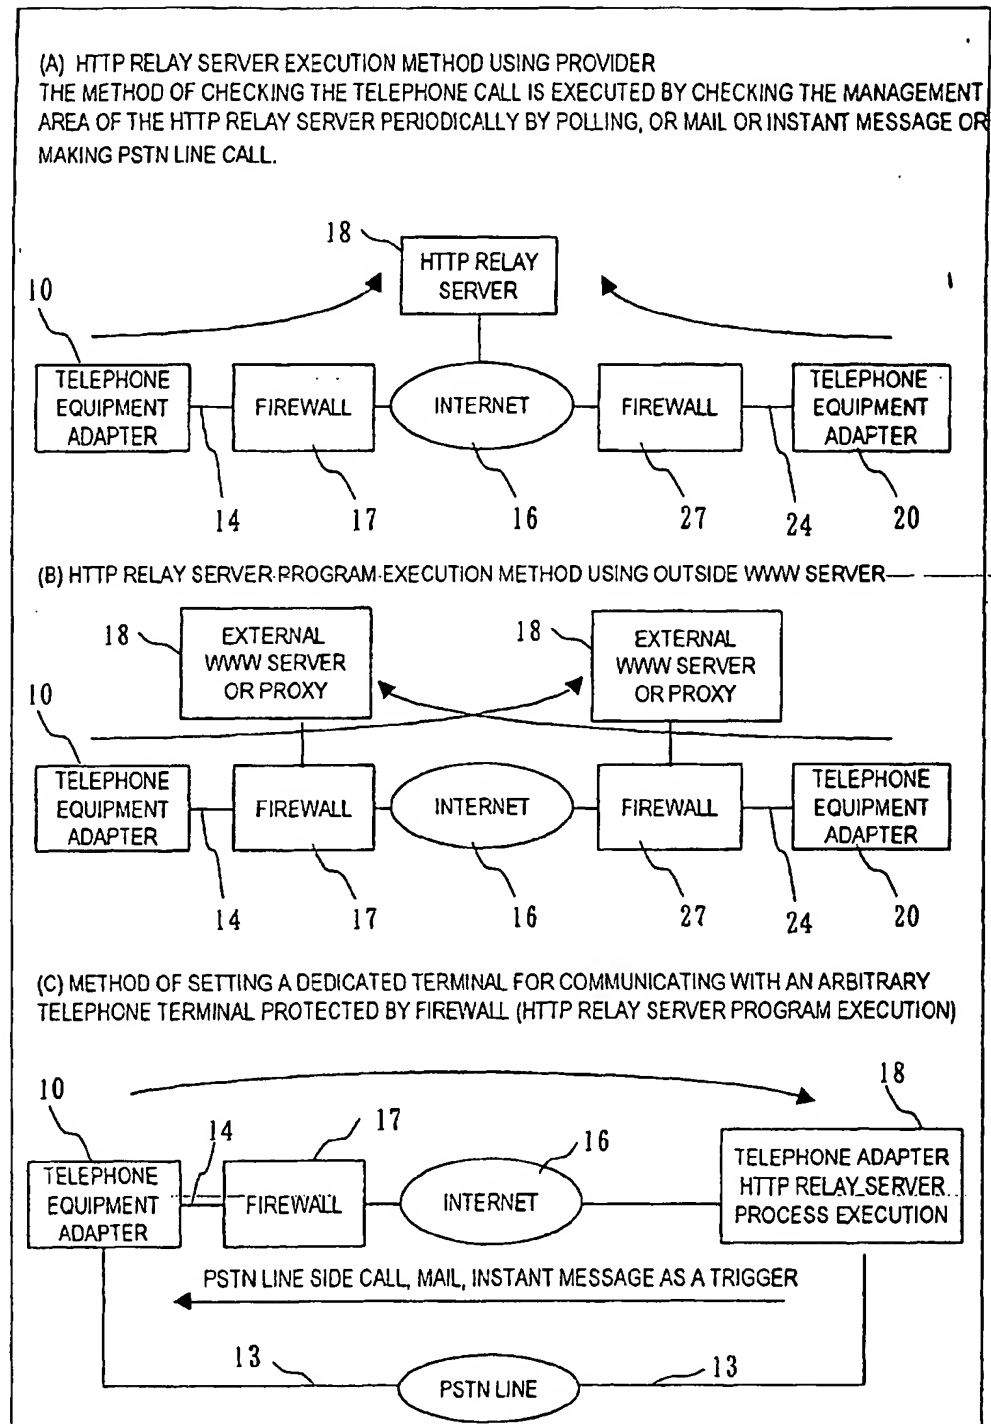 (A) HTTP RELAY SERVER EXECUTION METHOD USING PROVIDER
THE METHOD OF CHECKING THE TELEPHONE CALL IS EXECUTED BY CHECKING THE MANAGEMENT
AREA OF THE HTTP RELAY SERVER PERIODICALLY BY POLLING, OR MAIL OR INSTANT MESSAGE OR
MAKING PSTN LINE CALL.
18
HTTP RELAY
SERVER
10
TELEPHONE
EQUIPMENT
ADAPTER
FIREWALL
INTERNET
FIREWALL
TELEPHONE
EQUIPMENT
ADAPTER
14
17
16
27
24
20
(B) HTTP RELAY SERVER PROGRAM EXECUTION METHOD USING OUTSIDE WWW SERVER
18
EXTERNAL
WWW SERVER
OR PROXY
18
EXTERNAL
WWW SERVER
OR PROXY
10
TELEPHONE
EQUIPMENT
ADAPTER
FIREWALL
INTERNET
FIREWALL
TELEPHONE
EQUIPMENT
ADAPTER
14
17
16
27
24
20
(C) METHOD OF SETTING A DEDICATED TERMINAL FOR COMMUNICATING WITH AN ARBITRARY
TELEPHONE TERMINAL PROTECTED BY FIREWALL (HTTP RELAY SERVER PROGRAM EXECUTION)
10
14
17
16
18
TELEPHONE
EQUIPMENT
ADAPTER
FIREWALL
INTERNET
TELEPHONE ADAPTER
HTTP RELAY SERVER
PROCESS EXECUTION
PSTN LINE SIDE CALL, MAIL, INSTANT MESSAGE AS A TRIGGER
13
PSTN LINE
13